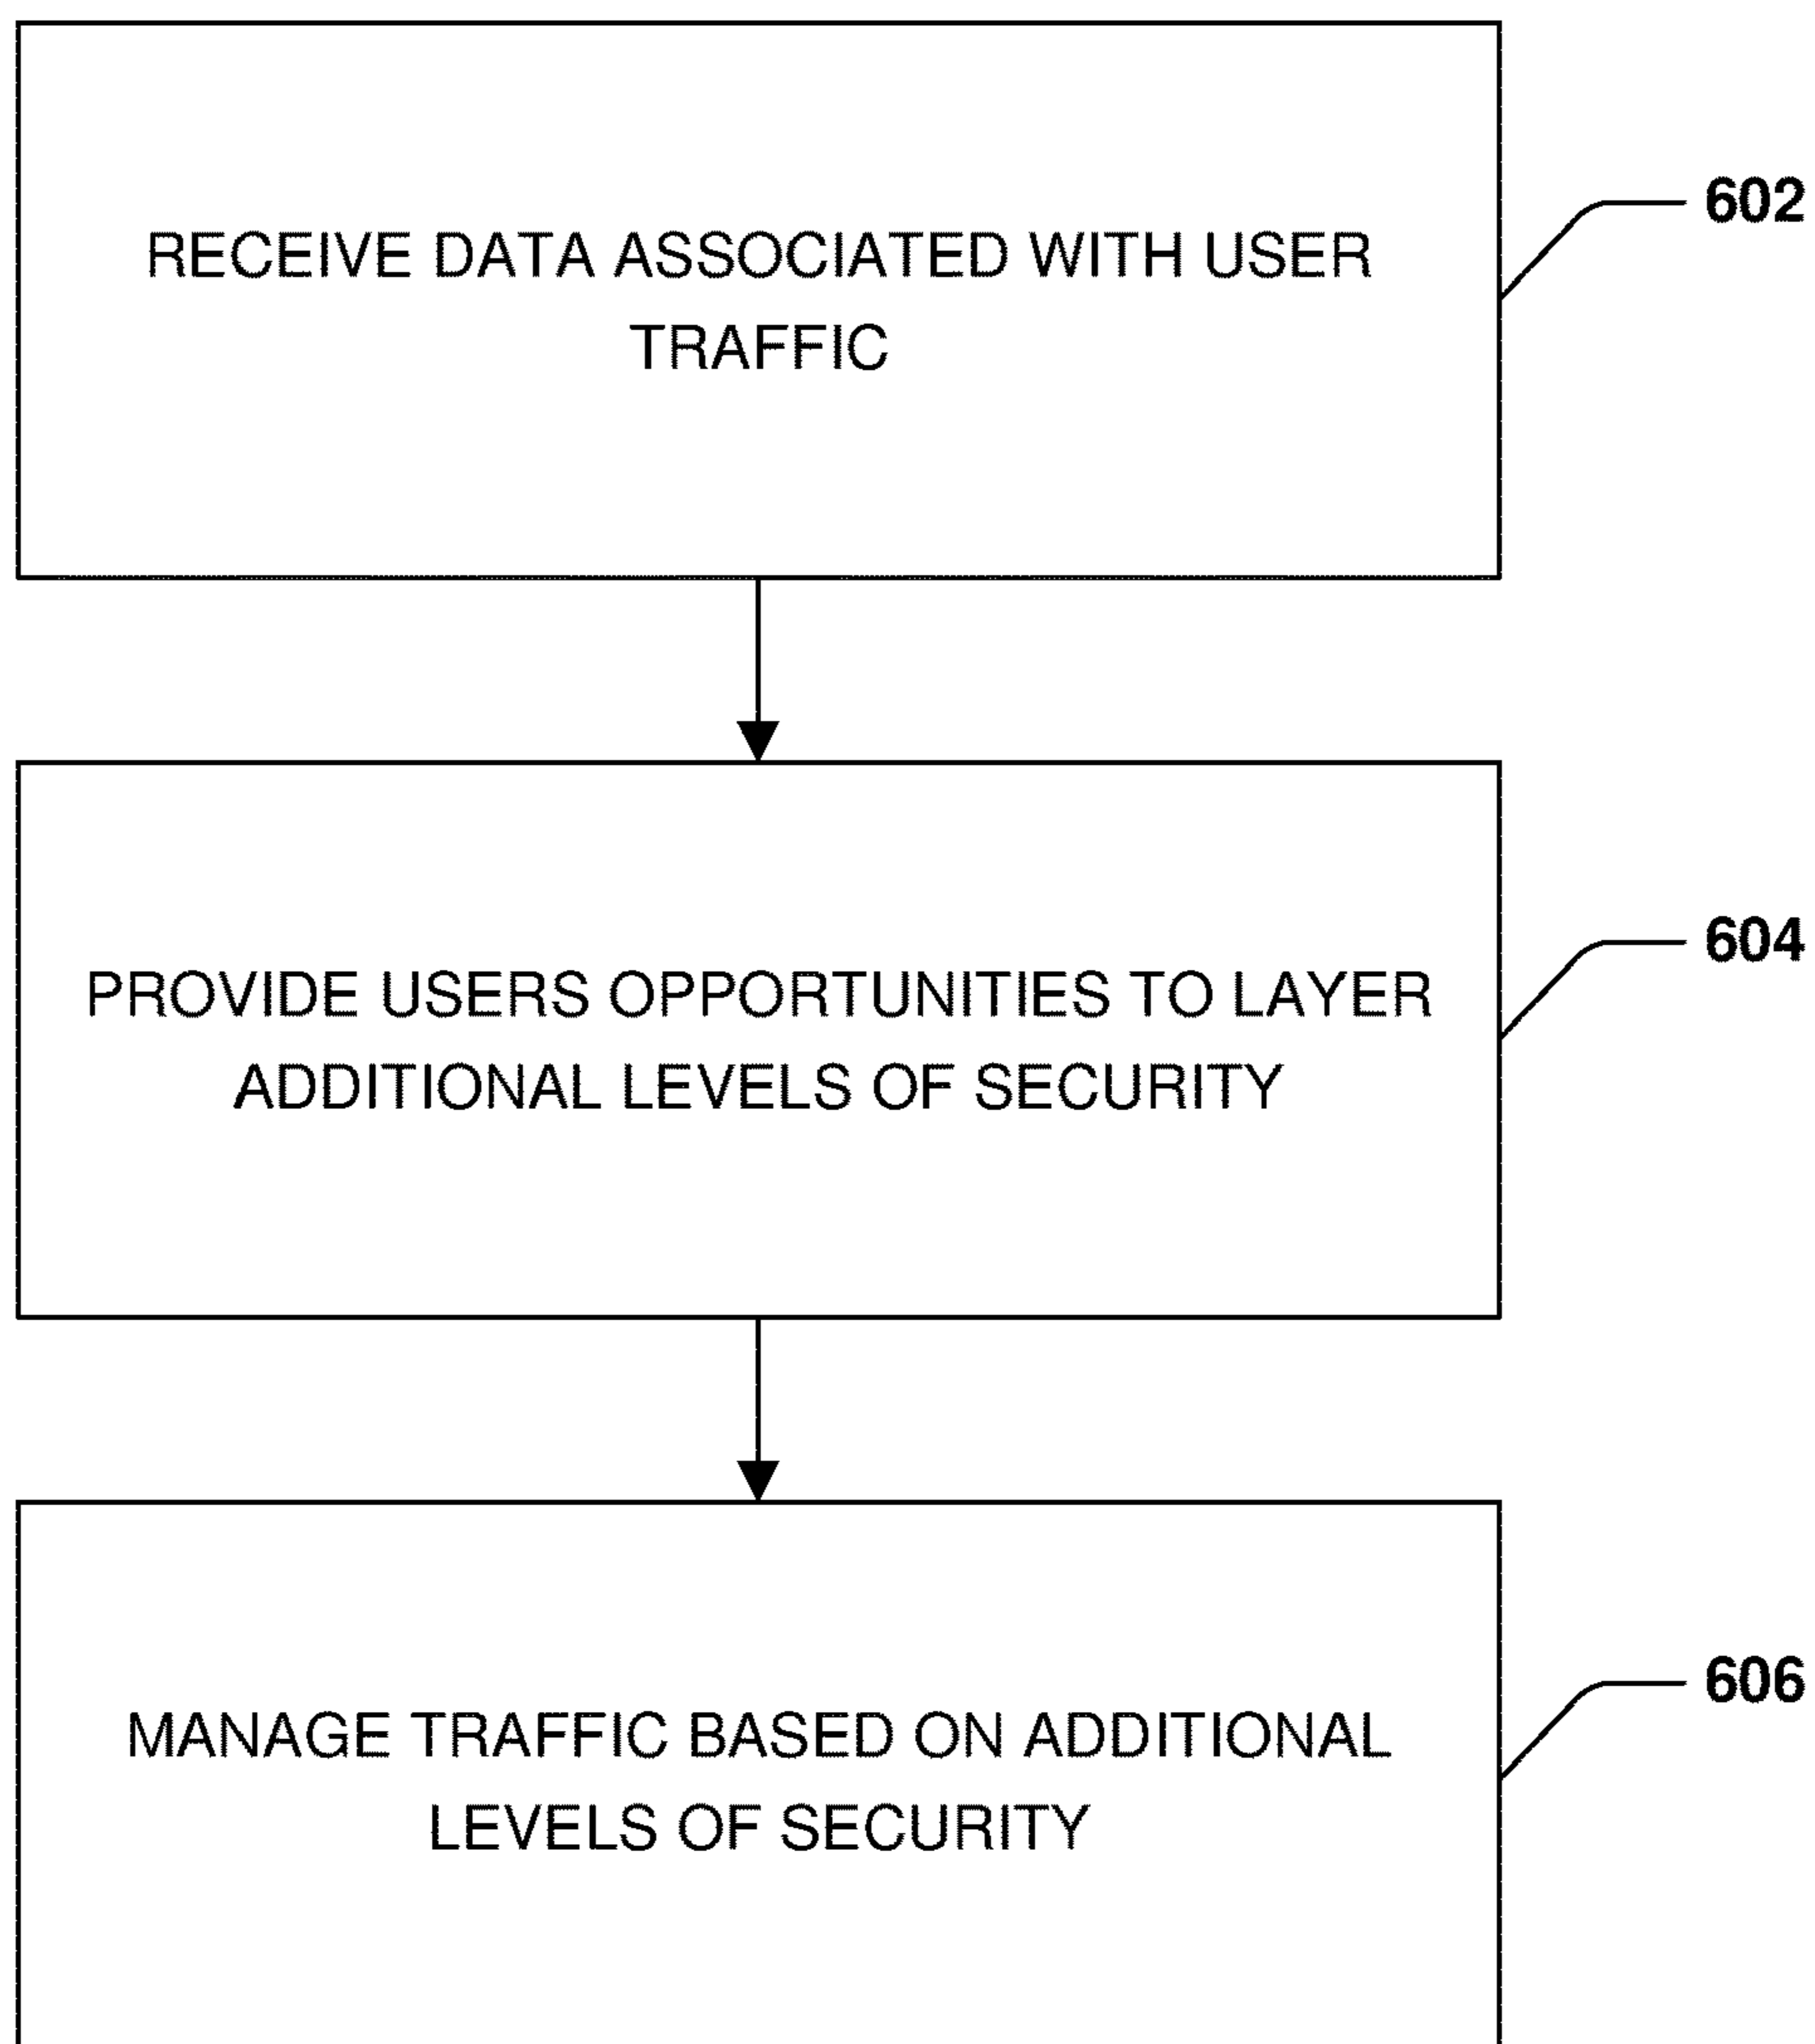 RECEIVE DATA ASSOCIATED WITH USER
TRAFFIC
602
PROVIDE USERS OPPORTUNITIES TO LAYER
ADDITIONAL LEVELS OF SECURITY
604
MANAGE TRAFFIC BASED ON ADDITIONAL
LEVELS OF SECURITY
606